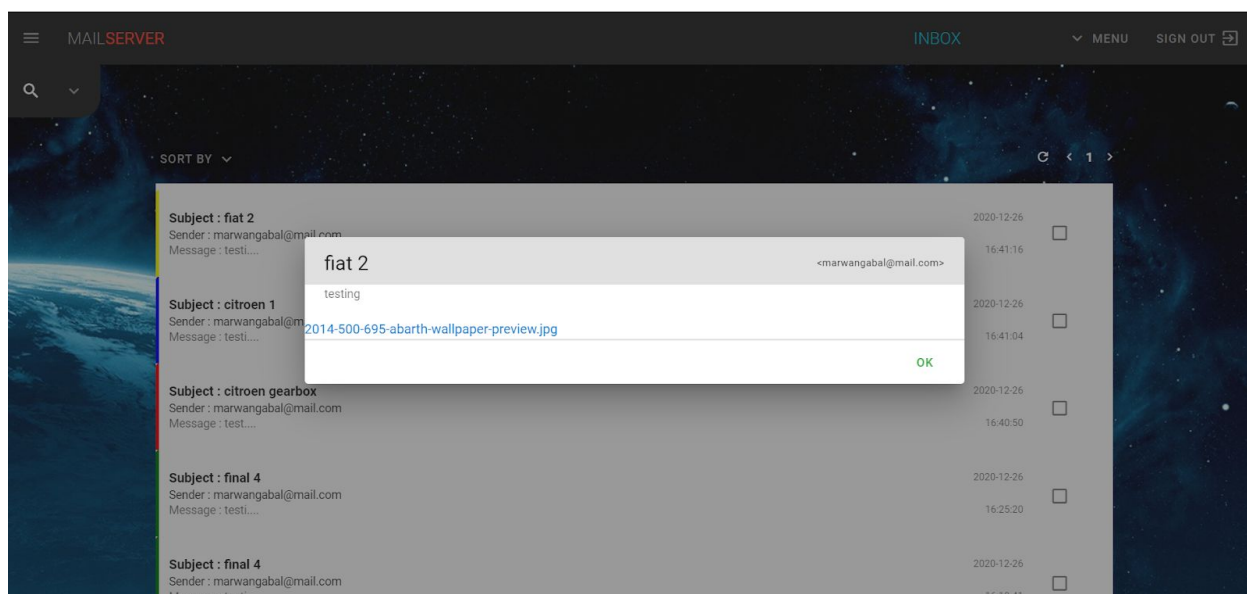 MAILSERVER
INBOX
MENU
SIGN OUT
SORT BY
1
Subject : fiat 2
2020-12-26
Sender : marwangabal@mail.com
Message : testi....
16:41:16
fiat 2
<marwangabal@mail.com>
testing
2014-500-695-abarth-wallpaper-preview.jpg
OK
Subject : citroen 1
2020-12-26
Sender : marwangabal@m
Message : testi....
16:41:04
Subject : citroen gearbox
2020-12-26
Sender : marwangabal@mail.com
Message : test....
16:40:50
Subject : final 4
2020-12-26
Sender : marwangabal@mail.com
Message : testi....
16:25:20
Subject : final 4
2020-12-26
Sender : marwangabal@mail.com